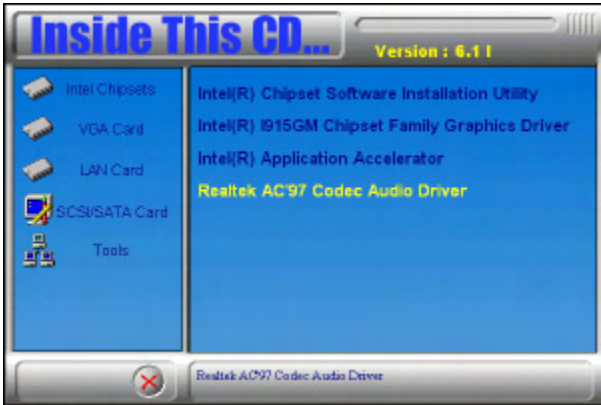 Inside This CD...
Version : 6.1 I
Intel Chipsets
VGA Card
LAN Card
SCSI/SATA Card
Tools
Intel(R) Chipset Software Installation Utility
Intel(R) I915GM Chipset Family Graphics Driver
Intel(R) Application Accelerator
Realtek AC'97 Codec Audio Driver
Realtek AC'97 Codec Audio Driver